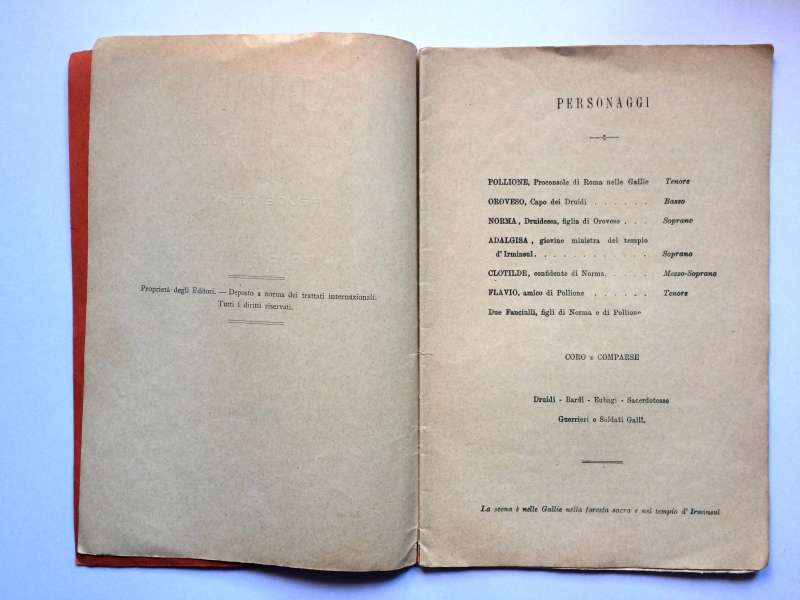 Proprietà degli Editori. — Deposto a norma dei trattati internazionali.
Tutti i diritti riservati.
PERSONAGGI
POLLIONE, Proconsole di Roma nelle Gallie Tenore
OROVESO, Capo dei Druidi . . . . . . Basso
NORMA, Druidessa, figlia di Oroveso . . . Soprano
ADALGISA, giovine ministra del tempio
d'Irminsul. . . . . . . . . . . Soprano
CLOTILDE, confidente di Norma. . . . . Mezzo-Soprano
FLAVIO, amico di Pollione . . . . . . Tenore
Due Fanciulli, figli di Norma e di Pollione
CORO E COMPARSE
Druidi - Bardi - Eubagi - Sacerdotesse
Guerrieri e Soldati Galli.
La scena è nelle Gallie nella foresta sacra e nel tempio d'Irminsul